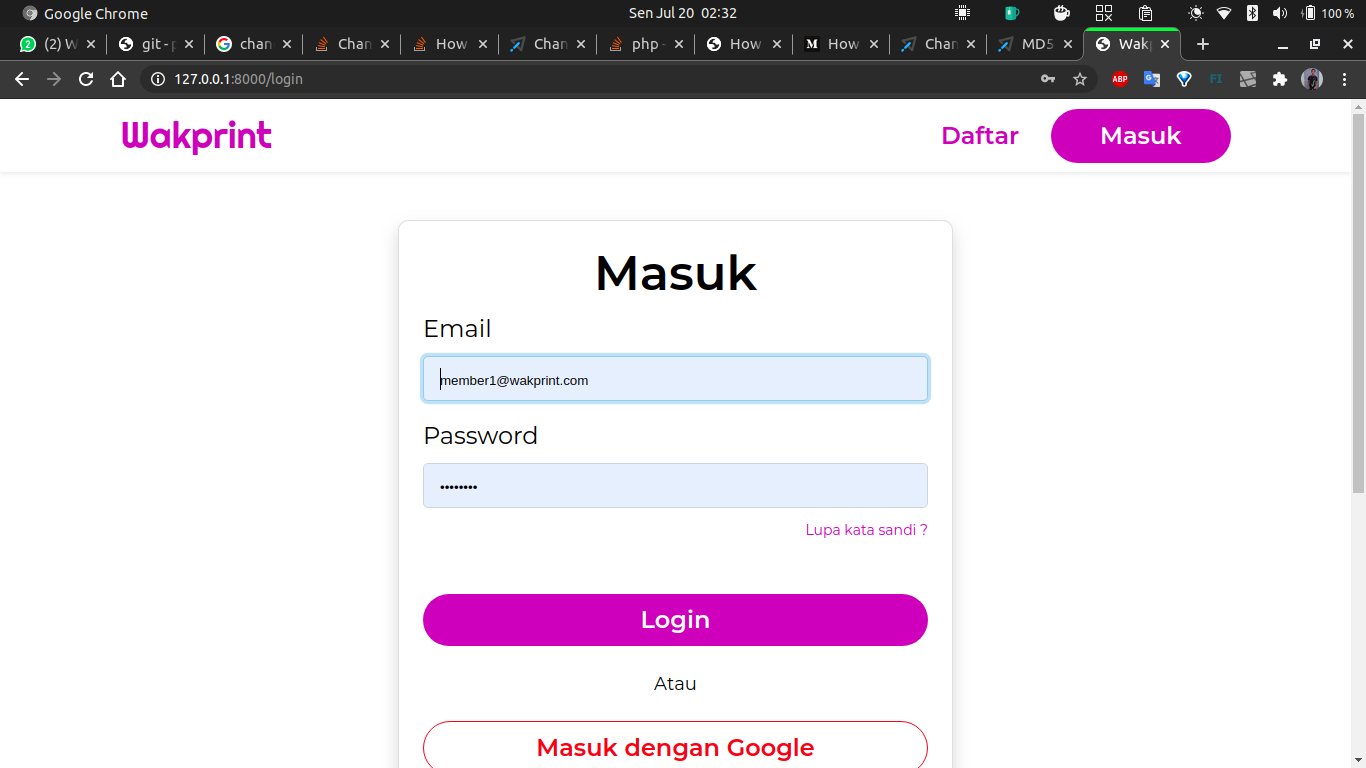 Google Chrome Sen Jul 20 02:32 100 %
(2) W git - p chan Chan How Chan php - How How Chan MD5 Wakp
127.0.0.1:8000/login ABP FI
Wakprint Daftar Masuk
Masuk
Email
member1@wakprint.com
Password
••••••••
Lupa kata sandi ?
Login
Atau
Masuk dengan Google